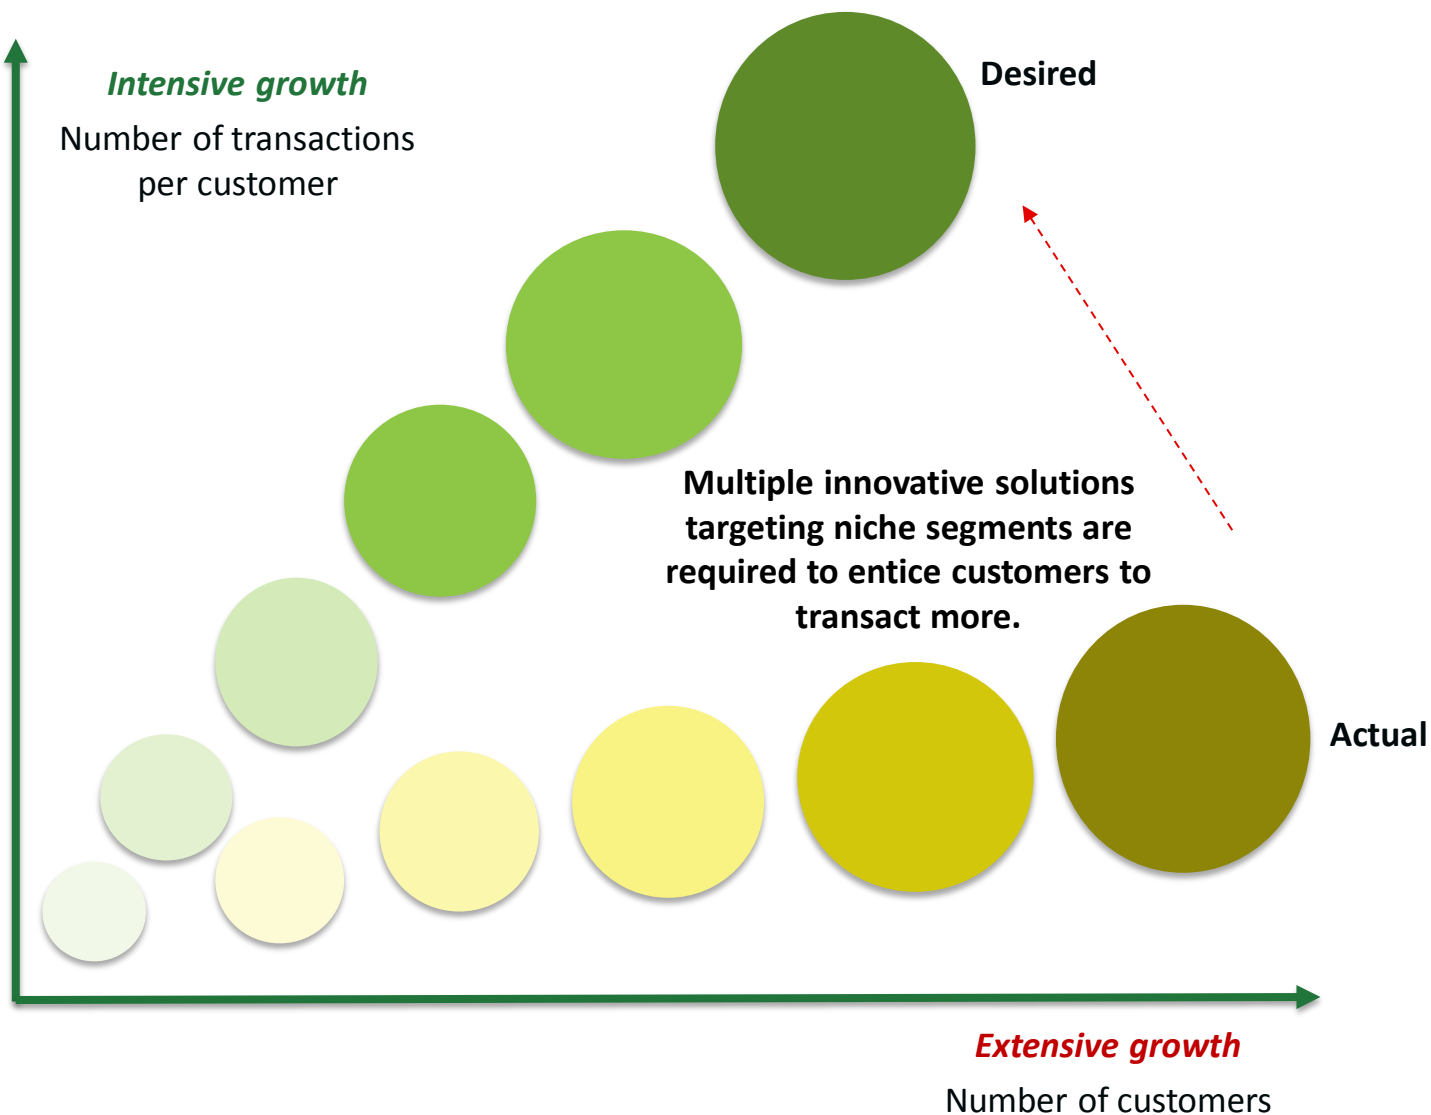 Intensive growth
Number of transactions
per customer
Desired
Multiple innovative solutions
targeting niche segments are
required to entice customers to
transact more.
Actual
Extensive growth
Number of customers